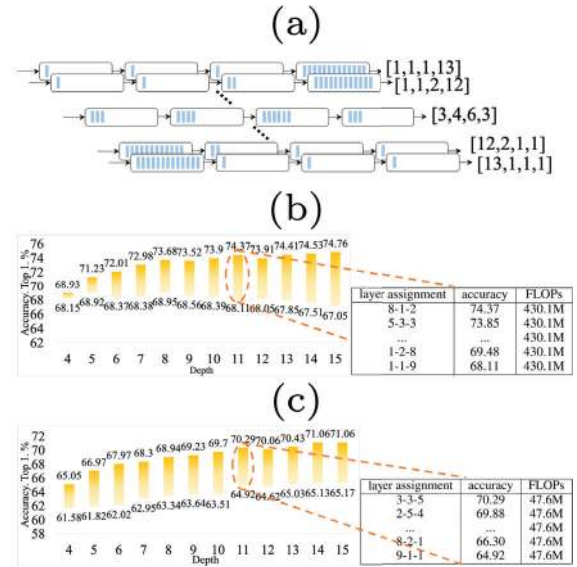 (a)
[1,1,1,13]
[1,1,2,12]
[3,4,6,3]
[12,2,1,1]
[13,1,1,1]
(b)
Accuracy, Top 1, %
76
74
72
70
68
66
64
62
68.93 71.23 72.01 72.98 73.68 73.52 73.9 74.37 73.91 74.41 74.53 74.76
68.15 68.92 68.37 68.38 68.95 68.56 68.39 68.11 68.05 67.85 67.51 67.05
4 5 6 7 8 9 10 11 12 13 14 15
Depth
layer assignment accuracy FLOPs
8-1-2 74.37 430.1M
5-3-3 73.85 430.1M
... ... 430.1M
1-2-8 69.48 430.1M
1-1-9 68.11 430.1M
(c)
Accuracy, Top 1, %
72
70
68
66
64
62
60
58
65.05 66.97 67.97 68.3 68.94 69.23 69.7 70.29 70.06 70.43 71.06 71.06
61.58 61.82 62.02 62.95 63.34 63.64 63.51 64.92 64.62 65.03 65.13 65.17
4 5 6 7 8 9 10 11 12 13 14 15
Depth
layer assignment accuracy FLOPs
3-3-5 70.29 47.6M
2-5-4 69.88 47.6M
... ... 47.6M
8-2-1 66.30 47.6M
9-1-1 64.92 47.6M